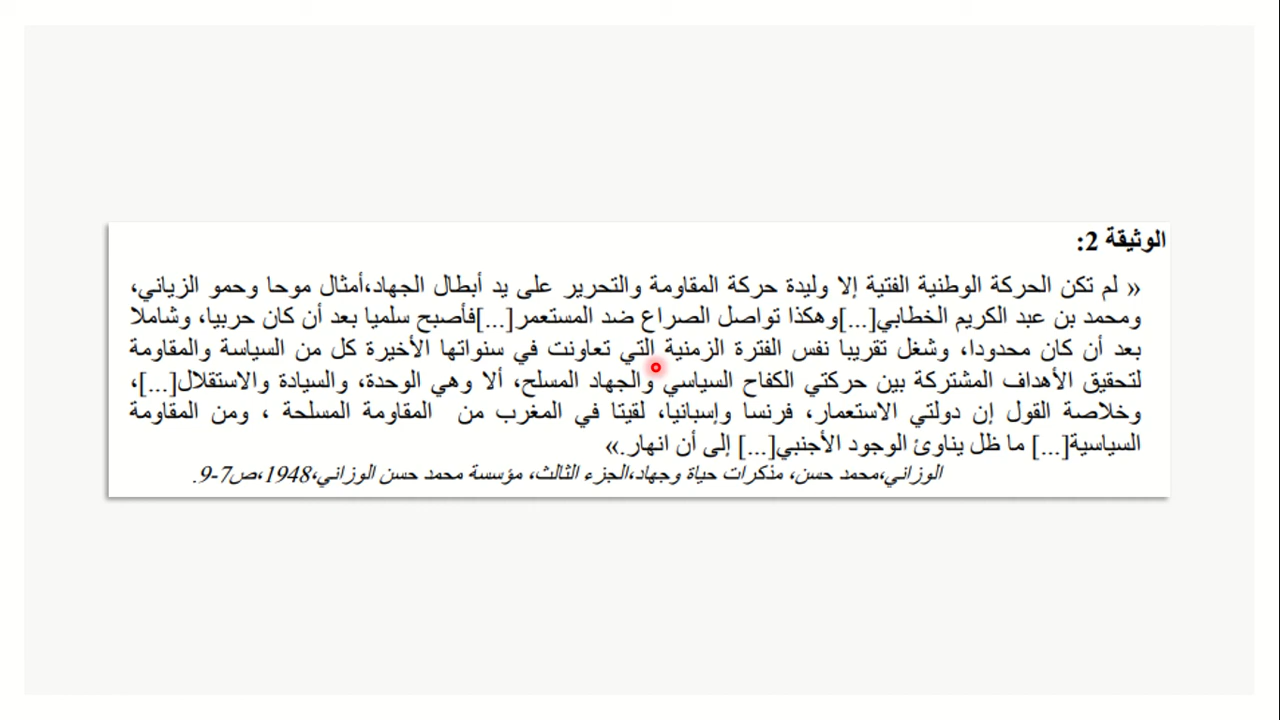 الوثيقة 2:
« لم تكن الحركة الوطنية الفتية إلا وليدة حركة المقاومة والتحرير على يد أبطال الجهاد،أمثال موحا وحمو الزياني،
ومحمد بن عبد الكريم الخطابي[...]وهكذا تواصل الصراع ضد المستعمر[...]فأصبح سلميا بعد أن كان حربيا، وشاملا
بعد أن كان محدودا، وشغل تقريبا نفس الفترة الزمنية التي تعاونت في سنواتها الأخيرة كل من السياسة والمقاومة
لتحقيق الأهداف المشتركة بين حركتي الكفاح السياسي والجهاد المسلح، ألا وهي الوحدة، والسيادة والاستقلال[...]،
وخلاصة القول إن دولتي الاستعمار، فرنسا وإسبانيا، لقيتا في المغرب من المقاومة المسلحة ، ومن المقاومة
السياسية[...] ما ظل يناوئ الوجود الأجنبي[...] إلى أن انهار.»
الوزاني،محمد حسن، مذكرات حياة وجهاد،الجزء الثالث، مؤسسة محمد حسن الوزاني،1948،ص7-9.